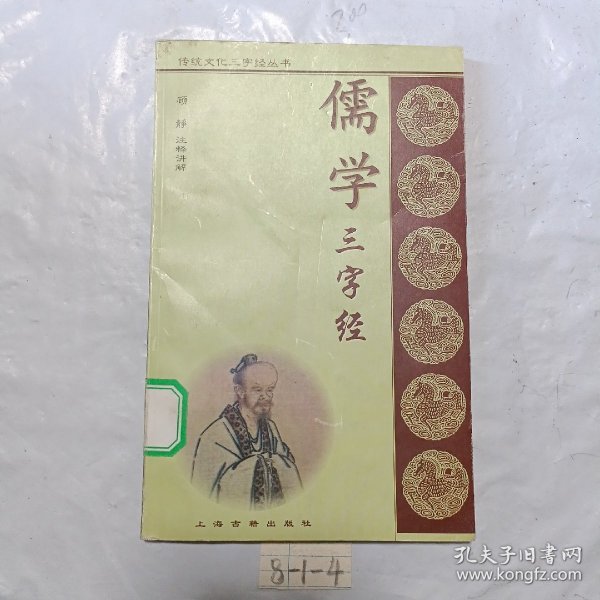 200
传统文化三字经丛书
顾静 注释讲解
儒学三字经
上海古籍出版社
8-1-4
孔夫子旧书网
www.kongfz.com